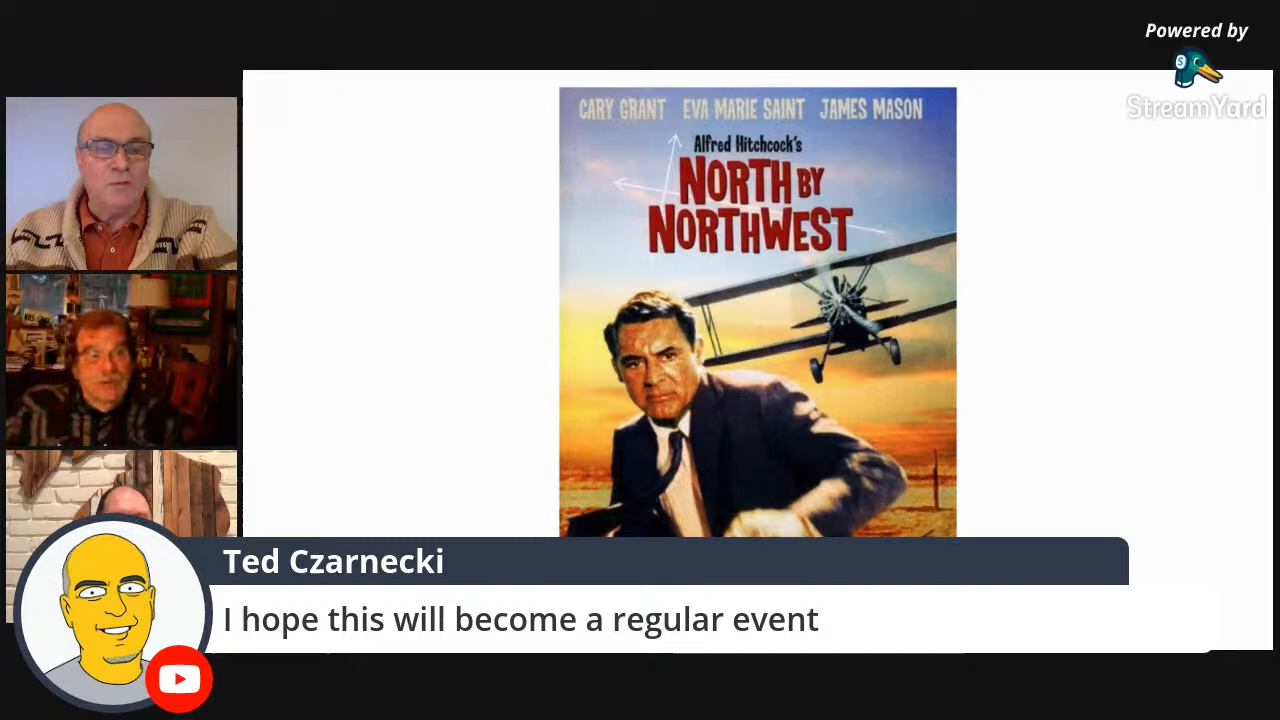 Powered by
StreamYard
CARY GRANT EVA MARIE SAINT JAMES MASON
Alfred Hitchcock's
NORTH BY
NORTHWEST
Ted Czarnecki
I hope this will become a regular event